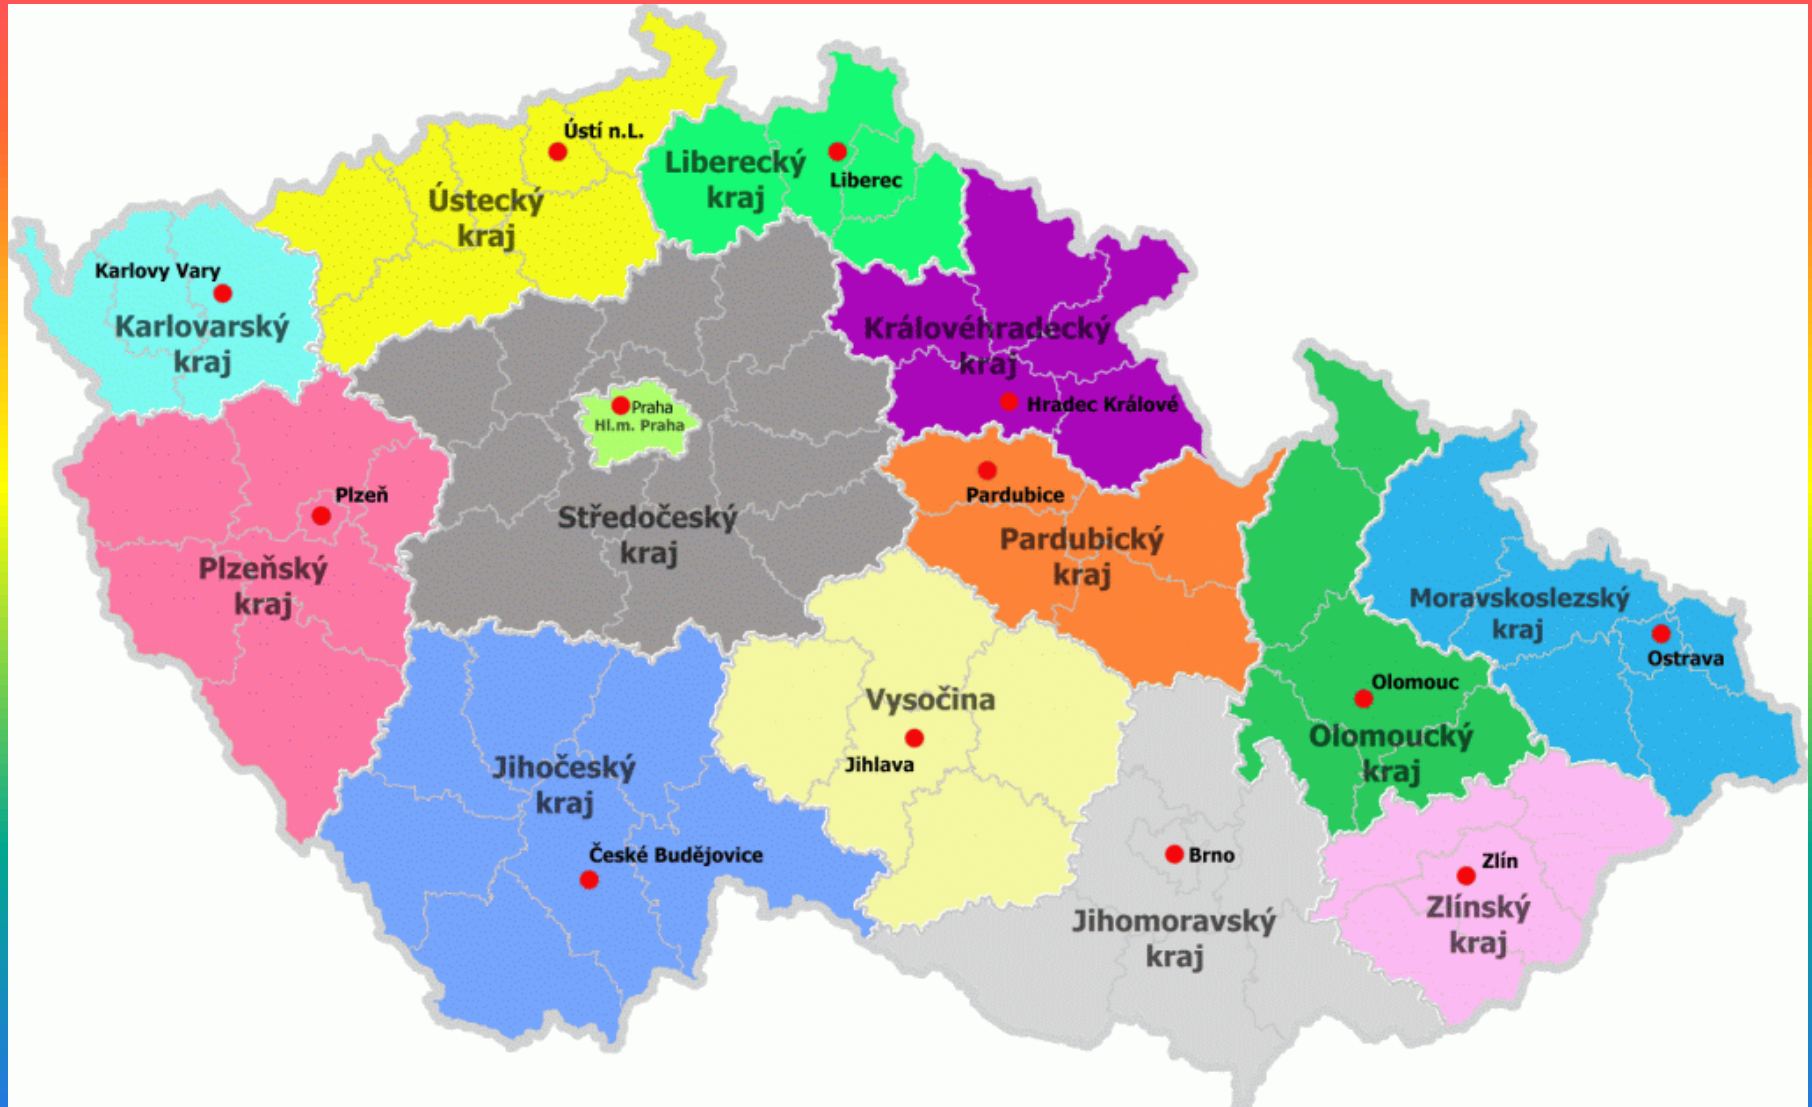 Ústí n.L.
Liberecký
kraj
Liberec
Ústecký
kraj
Karlovy Vary
Karlovarský
kraj
Královéhradecký
kraj
Hradec Králové
Praha
Hl.m. Praha
Pardubice
Plzeň
Středočeský
kraj
Pardubický
kraj
Plzeňský
kraj
Moravskoslezský
kraj
Ostrava
Olomouc
Vysočina
Jihlava
Olomoucký
kraj
Jihočeský
kraj
České Budějovice
Brno
Zlín
Zlínský
kraj
Jihomoravský
kraj